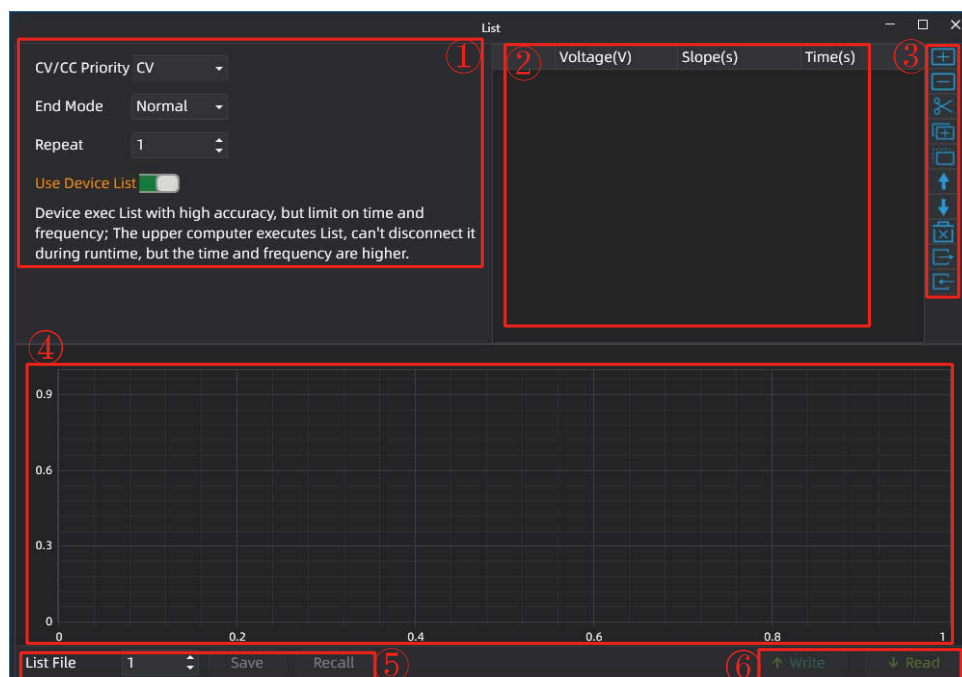 List
①
②
③
CV/CC Priority CV
End Mode Normal
Repeat 1
Use Device List
Device exec List with high accuracy, but limit on time and
frequency; The upper computer executes List, can't disconnect it
during runtime, but the time and frequency are higher.
Voltage(V) Slope(s) Time(s)
④
0.9
0.6
0.3
0
0 0.2 0.4 0.6 0.8 1
List File 1 Save Recall ⑤ ⑥ Write Read